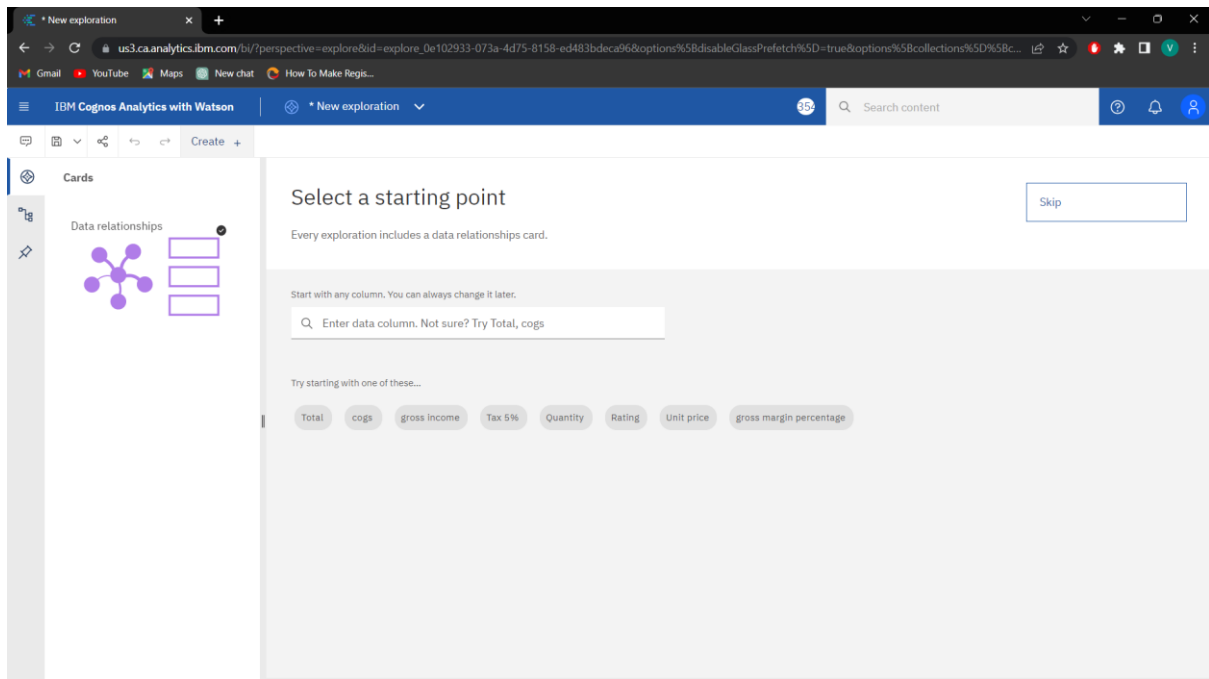 * New exploration
us3.ca.analytics.ibm.com/bi/?perspective=explore&id=explore_0e102933-073a-4d75-8158-ed483bdeca96&options%5BdisableGlassPrefetch%5D=true&options%5Bcollections%5D%5Bc...
Gmail YouTube Maps New chat How To Make Regis...
IBM Cognos Analytics with Watson * New exploration 354 Search content
V
Create +
Cards
Data relationships
Select a starting point
Skip
Every exploration includes a data relationships card.
Start with any column. You can always change it later.
Enter data column. Not sure? Try Total, cogs
Try starting with one of these...
Total cogs gross income Tax 5% Quantity Rating Unit price gross margin percentage